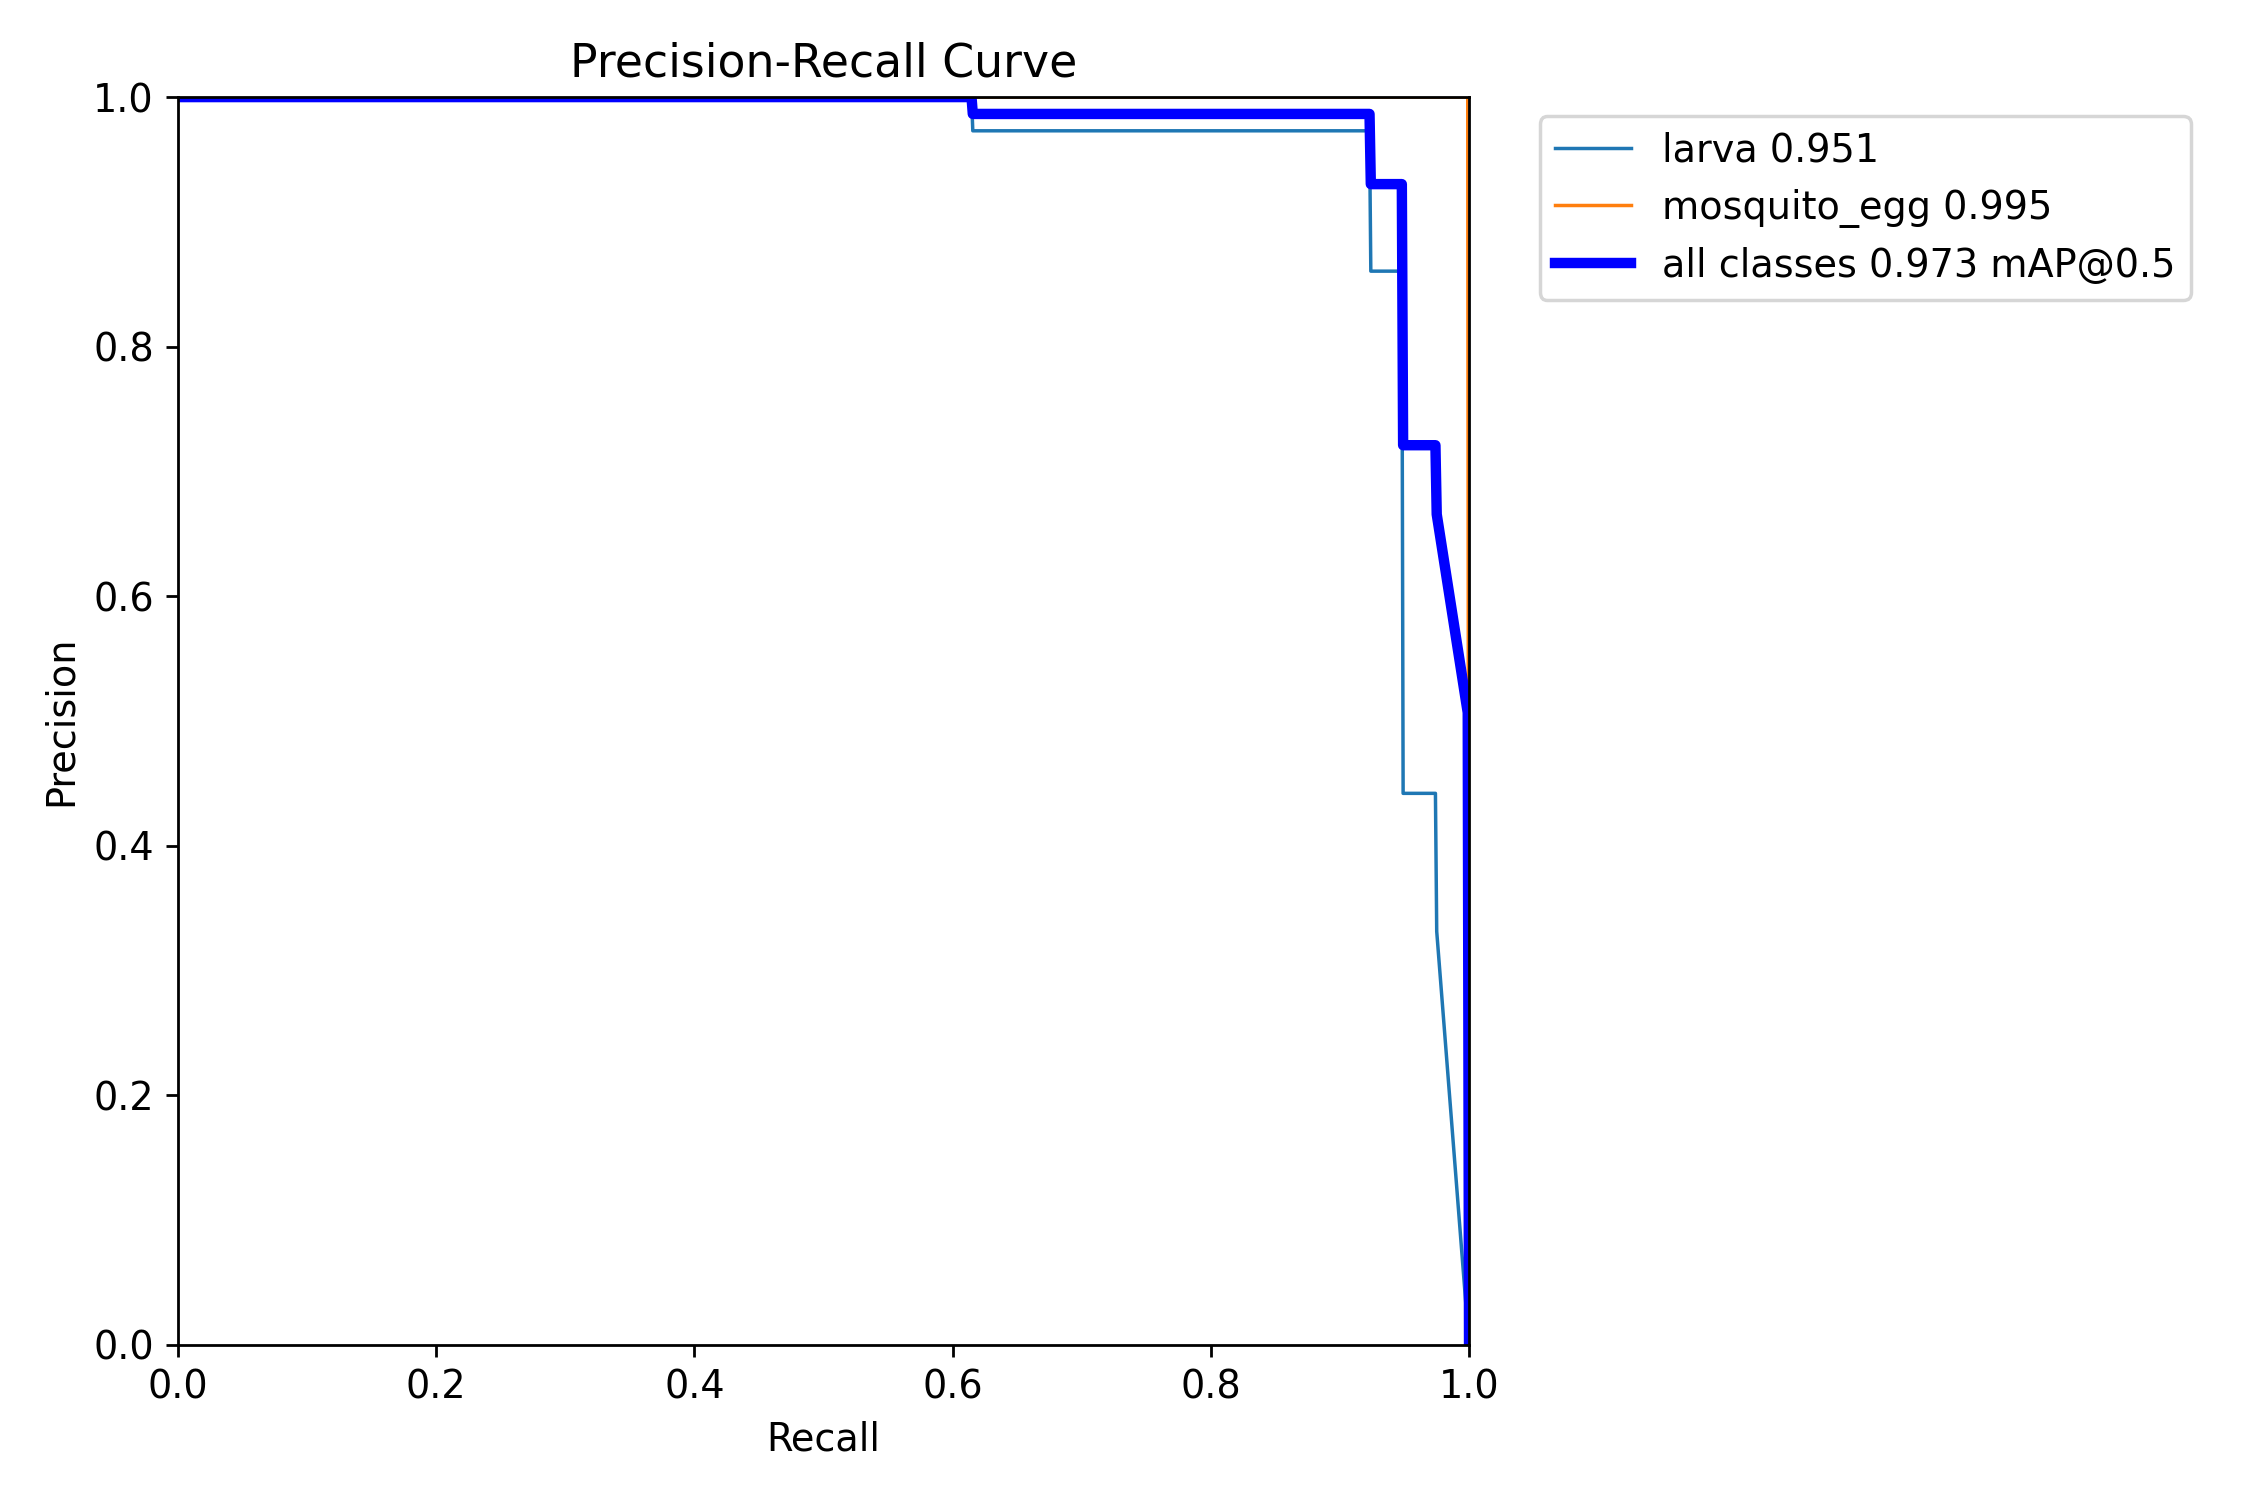 Precision-Recall Curve
1.0
0.8
0.6
0.4
0.2
0.0
Precision
0.0 0.2 0.4 0.6 0.8 1.0
Recall
larva 0.951
mosquito_egg 0.995
all classes 0.973 mAP@0.5